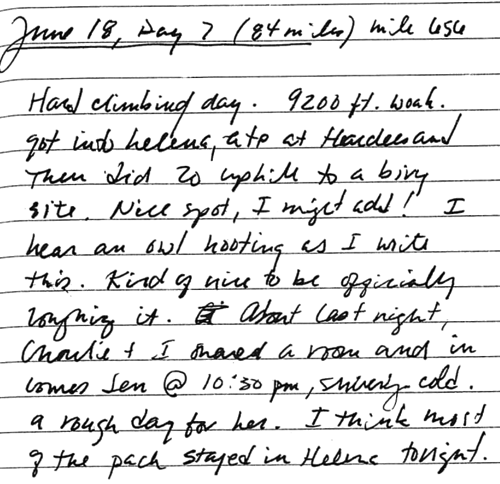 June 18, Day 7 (84 miles) mile 656
Hard climbing day. 9200 ft. woah.
got into helena, ate at Hardees and
Then did 20 uphill to a bivy
site. Nice spot, I might add! I
hear an owl hooting as I write
this. Kind of nice to be officially
roughing it. About last night,
Charlie + I shared a room and in
comes Jen @ 10:30 pm, shivering cold.
a rough day for her. I think most
of the pack stayed in Helena tonight.